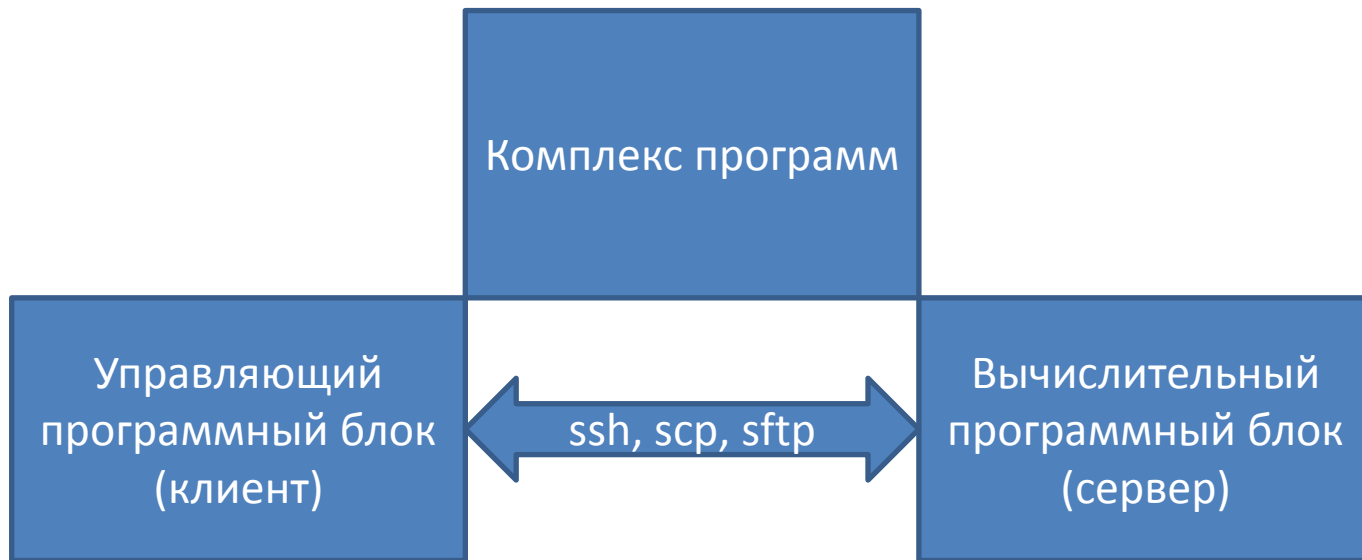 Комплекс программ
Управляющий
программный блок
(клиент)
ssh, scp, sftp
Вычислительный
программный блок
(сервер)